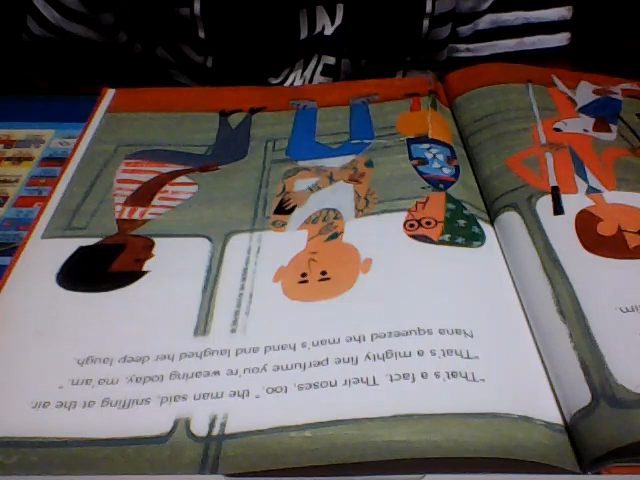 IN
"That's a fact. Their noses, too," the man said, sniffing at the air.
"That's a mighty fine perfume you're wearing today, ma'am."
Nana squeezed the man's hand and laughed her deep laugh.